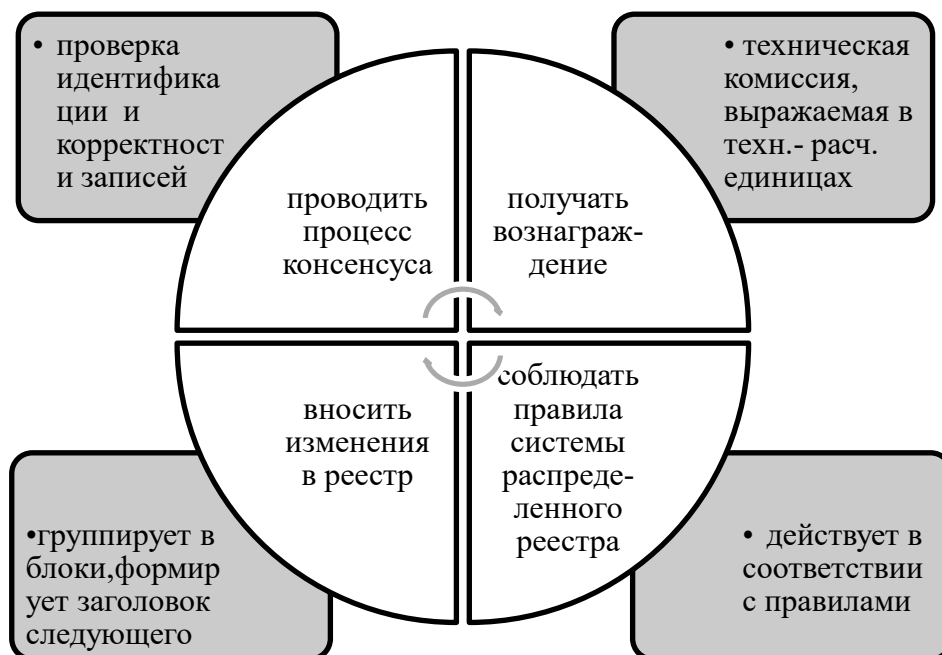 • проверка
идентифика
ции и
корректност
и записей
• техническая
комиссия,
выражаемая в
техн.- расч.
единицах
проводить
процесс
консенсуса
получать
вознаграж-
дение
вносить
изменения
в реестр
соблюдать
правила
системы
распреде-
ленного
реестра
•группирует в
блоки,формир
ует заголовок
следующего
• действует в
соответствии
с правилами